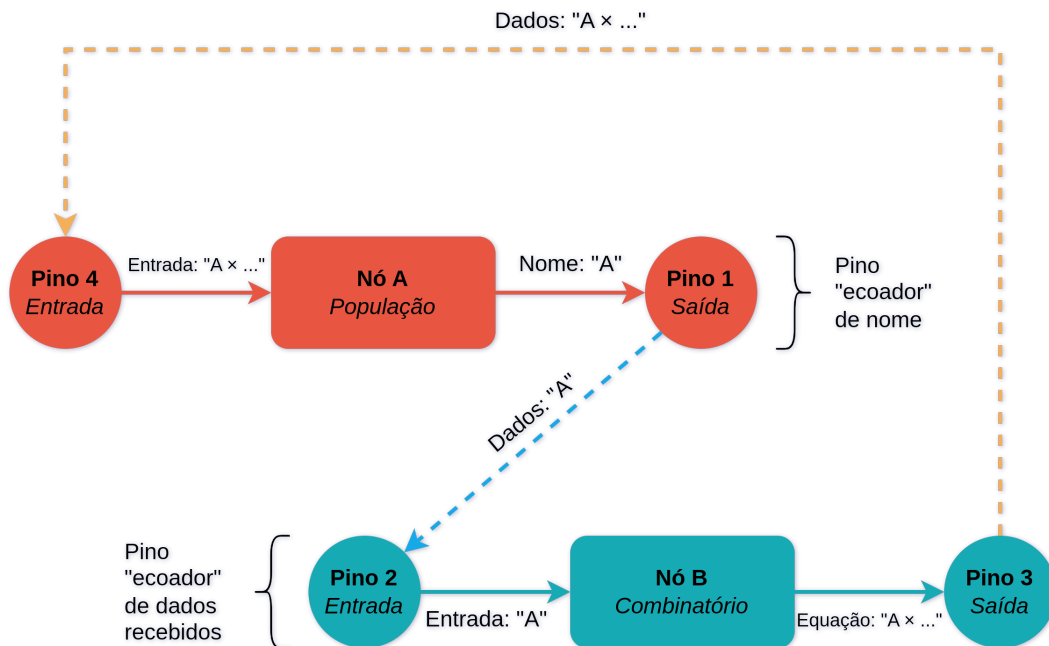 Dados: "A × ..."
Pino 4
Entrada
Entrada: "A × ..."
Nó A
População
Nome: "A"
Pino 1
Saída
Pino
"ecoador"
de nome
Dados: "A"
Pino
"ecoador"
de dados
recebidos
Pino 2
Entrada
Entrada: "A"
Nó B
Combinatório
Equação: "A × ..."
Pino 3
Saída